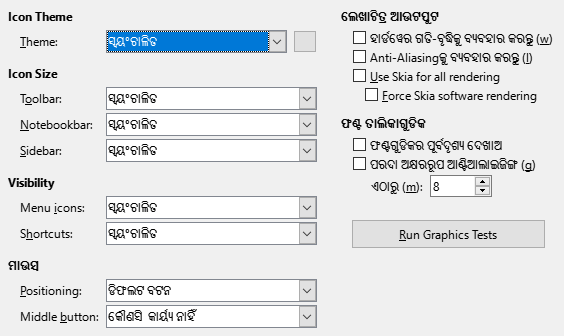 Icon Theme
Theme: ସ୍ୱୟଂଚାଳିତ
Icon Size
Toolbar: ସ୍ୱୟଂଚାଳିତ
Notebookbar: ସ୍ୱୟଂଚାଳିତ
Sidebar: ସ୍ୱୟଂଚାଳିତ
Visibility
Menu icons: ସ୍ୱୟଂଚାଳିତ
Shortcuts: ସ୍ୱୟଂଚାଳିତ
ମାଉସ୍
Positioning: ଡିଫଲଟ ବଟନ
Middle button: କୌଣସି କାର୍ଯ୍ୟ ନାହିଁ
ଲେଖାଚିତ୍ର ଆଉଟପୁଟ
ହାର୍ଡୱେର ଗତି-ବୃଦ୍ଧିକୁ ବ୍ୟବହାର କରନ୍ତୁ (w)
Anti-Aliasingକୁ ବ୍ୟବହାର କରନ୍ତୁ (l)
Use Skia for all rendering
Force Skia software rendering
ଫଣ୍ଟ ତାଲିକାଗୁଡିକ
ଫଣ୍ଟଗୁଡିକର ପୂର୍ବଦୃଶ୍ୟ ଦେଖାଅ
ପରଦା ଅକ୍ଷରରୂପ ଆଣ୍ଟିଆଲାଇଜିଙ୍ଗ (g)
ଏଠାରୁ (m): 8
Run Graphics Tests